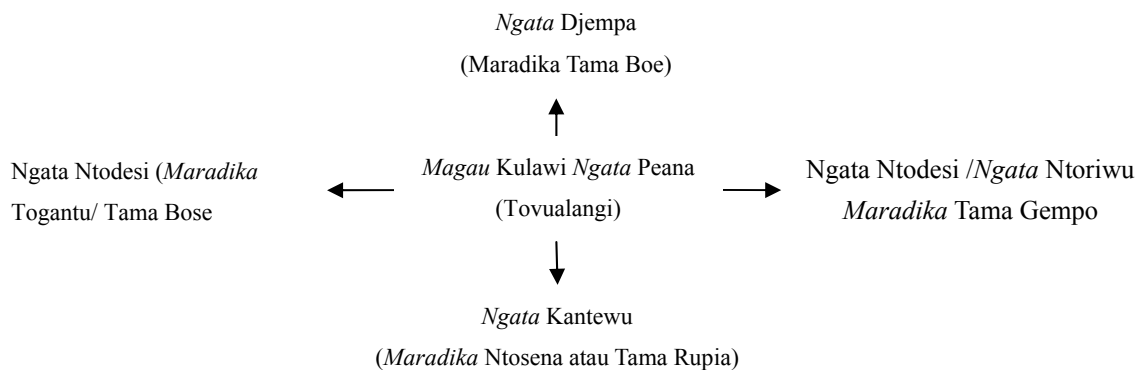 Ngata Djempa
(Maradika Tama Boe)
Ngata Ntodesi (Maradika
Togantu/ Tama Bose
Magau Kulawi Ngata Peana
(Tovualangi)
Ngata Ntodesi /Ngata Ntoriwu
Maradika Tama Gempo
Ngata Kantewu
(Maradika Ntosena atau Tama Rupia)